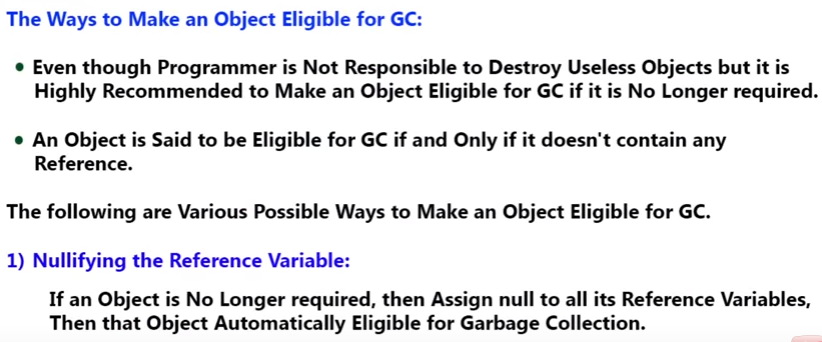 The Ways to Make an Object Eligible for GC:
• Even though Programmer is Not Responsible to Destroy Useless Objects but it is
Highly Recommended to Make an Object Eligible for GC if it is No Longer required.
• An Object is Said to be Eligible for GC if and Only if it doesn't contain any
Reference.
The following are Various Possible Ways to Make an Object Eligible for GC.
1) Nullifying the Reference Variable:
If an Object is No Longer required, then Assign null to all its Reference Variables,
Then that Object Automatically Eligible for Garbage Collection.